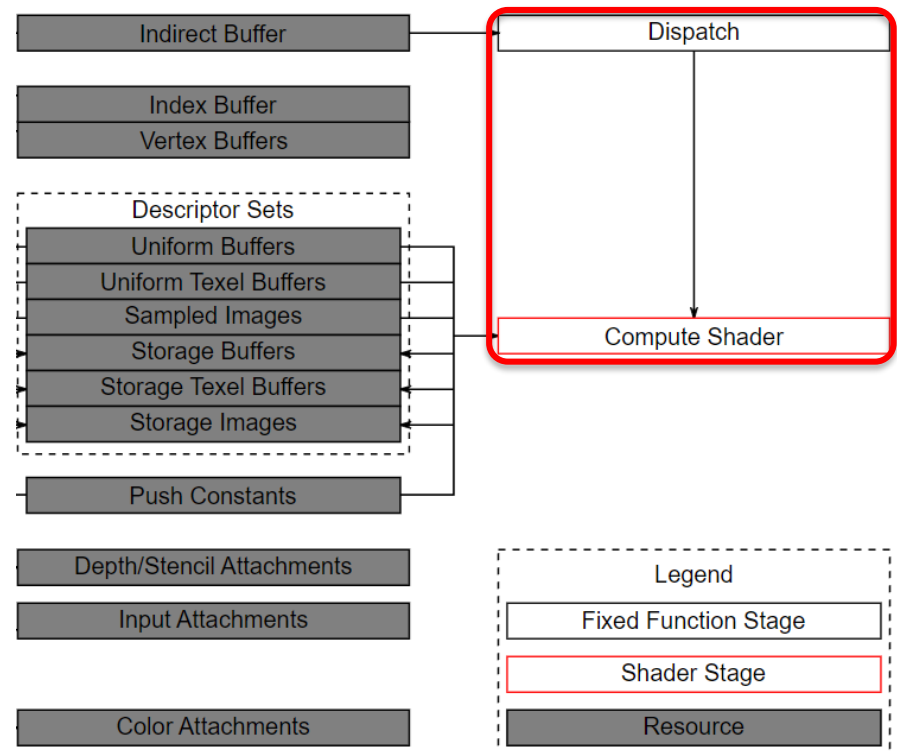 Indirect Buffer
Dispatch
Index Buffer
Vertex Buffers
Descriptor Sets
Uniform Buffers
Uniform Texel Buffers
Sampled Images
Storage Buffers
Storage Texel Buffers
Storage Images
Compute Shader
Push Constants
Depth/Stencil Attachments
Input Attachments
Color Attachments
Legend
Fixed Function Stage
Shader Stage
Resource